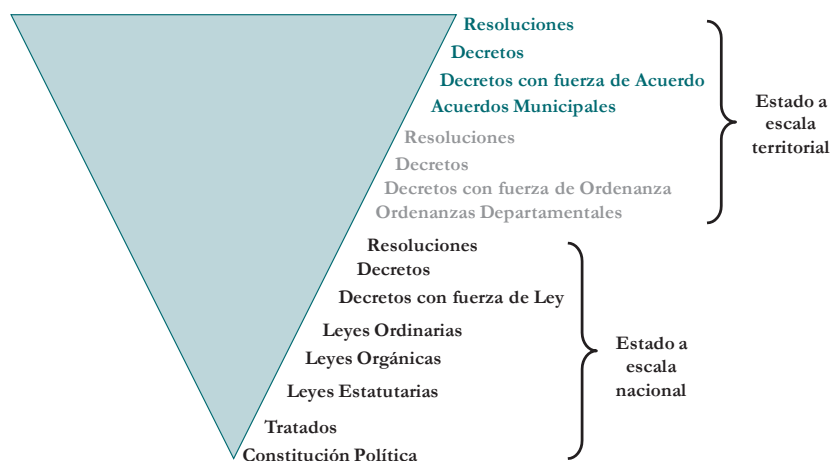 Resoluciones
Decretos
Decretos con fuerza de Acuerdo
Acuerdos Municipales
Resoluciones
Decretos
Decretos con fuerza de Ordenanza
Ordenanzas Departamentales
Estado a
escala
territorial
Resoluciones
Decretos
Decretos con fuerza de Ley
Leyes Ordinarias
Leyes Orgánicas
Leyes Estatutarias
Tratados
Constitución Política
Estado a
escala
nacional